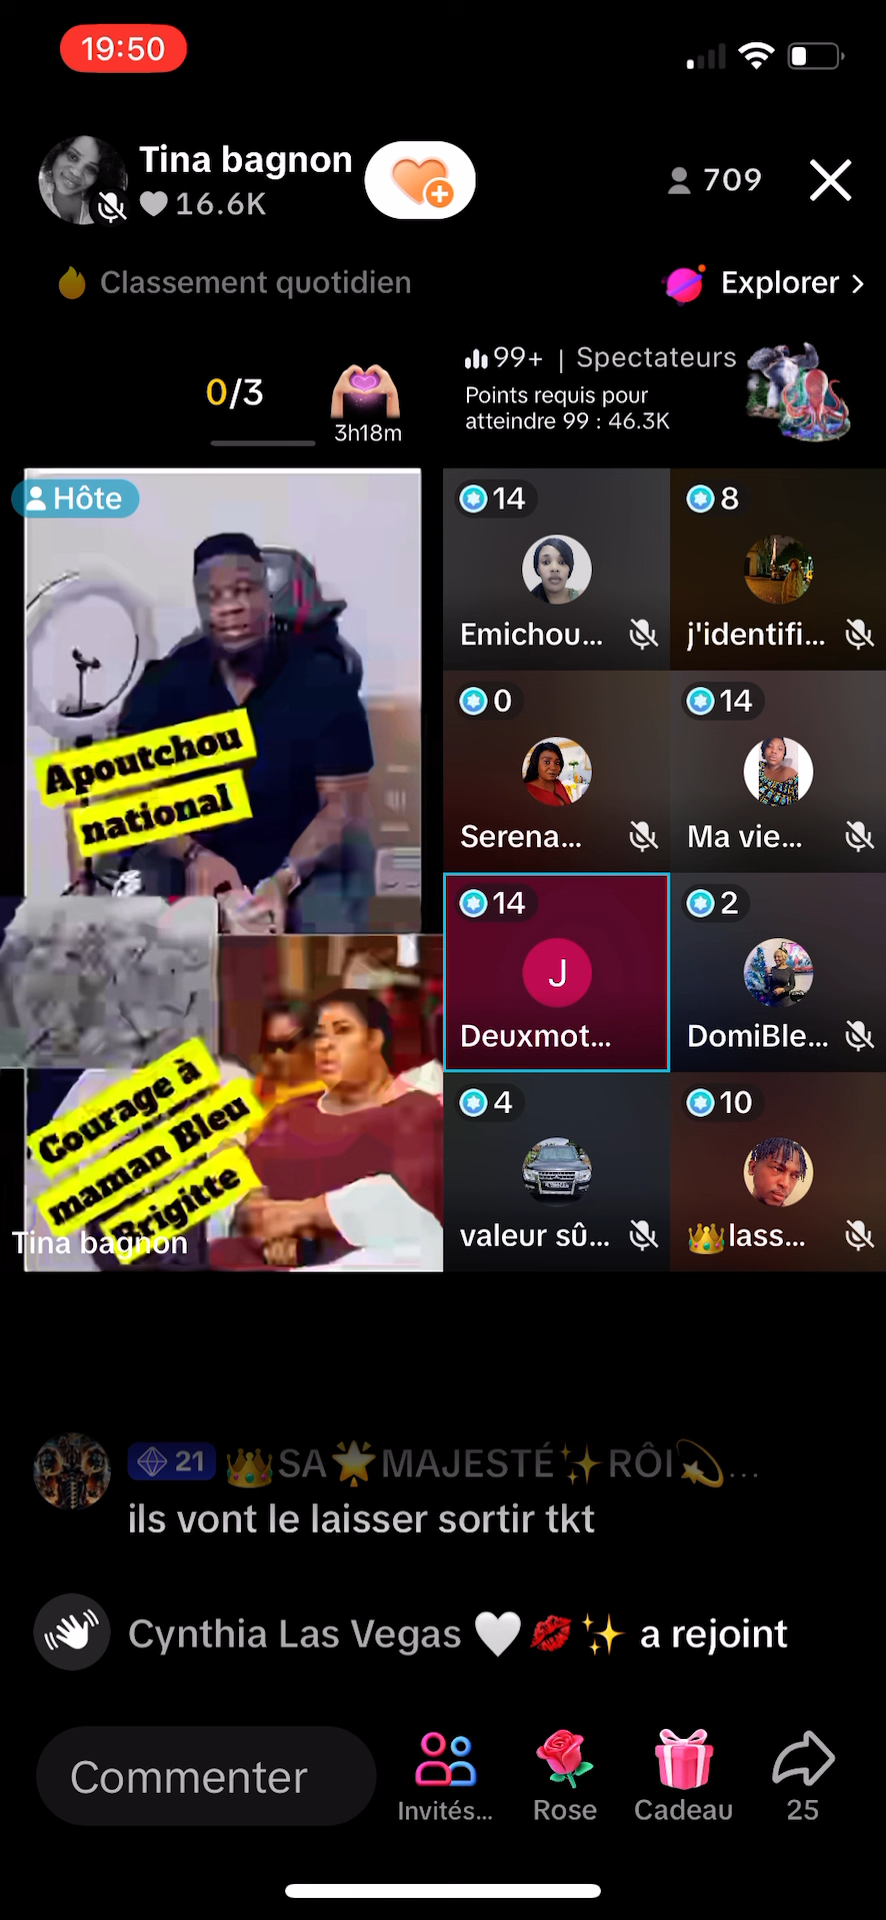 19:50
Tina bagnon
16.6K
709
Classement quotidien
Explorer >
0/3
3h18m
99+ | Spectateurs
Points requis pour
atteindre 99 : 46.3K
Hôte
Apoutchou
national
Courage à
maman Bleu
Brigitte
Tina bagnon
14
Emichou...
8
j'identifi...
0
Serena...
14
Ma vie...
14
J
Deuxmot...
2
DomiBle...
4
valeur sû...
10
👑lass...
21 👑SA🌟MAJESTÉ✨RÔI💫...
ils vont le laisser sortir tkt
Cynthia Las Vegas 🤍💋✨ a rejoint
Commenter
Invités...
Rose
Cadeau
25